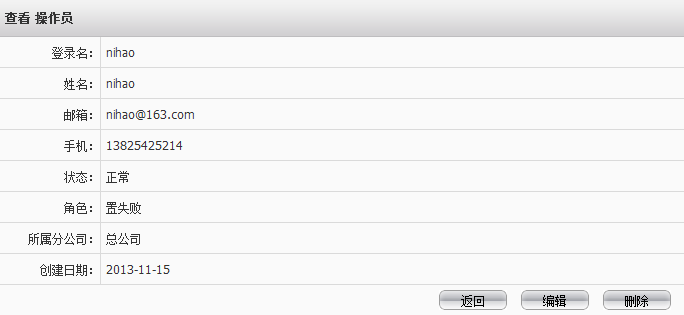 查看 操作员
登录名： nihao
姓名： nihao
邮箱： nihao@163.com
手机： 13825425214
状态： 正常
角色： 置失败
所属分公司： 总公司
创建日期： 2013-11-15
返回 编辑 删除